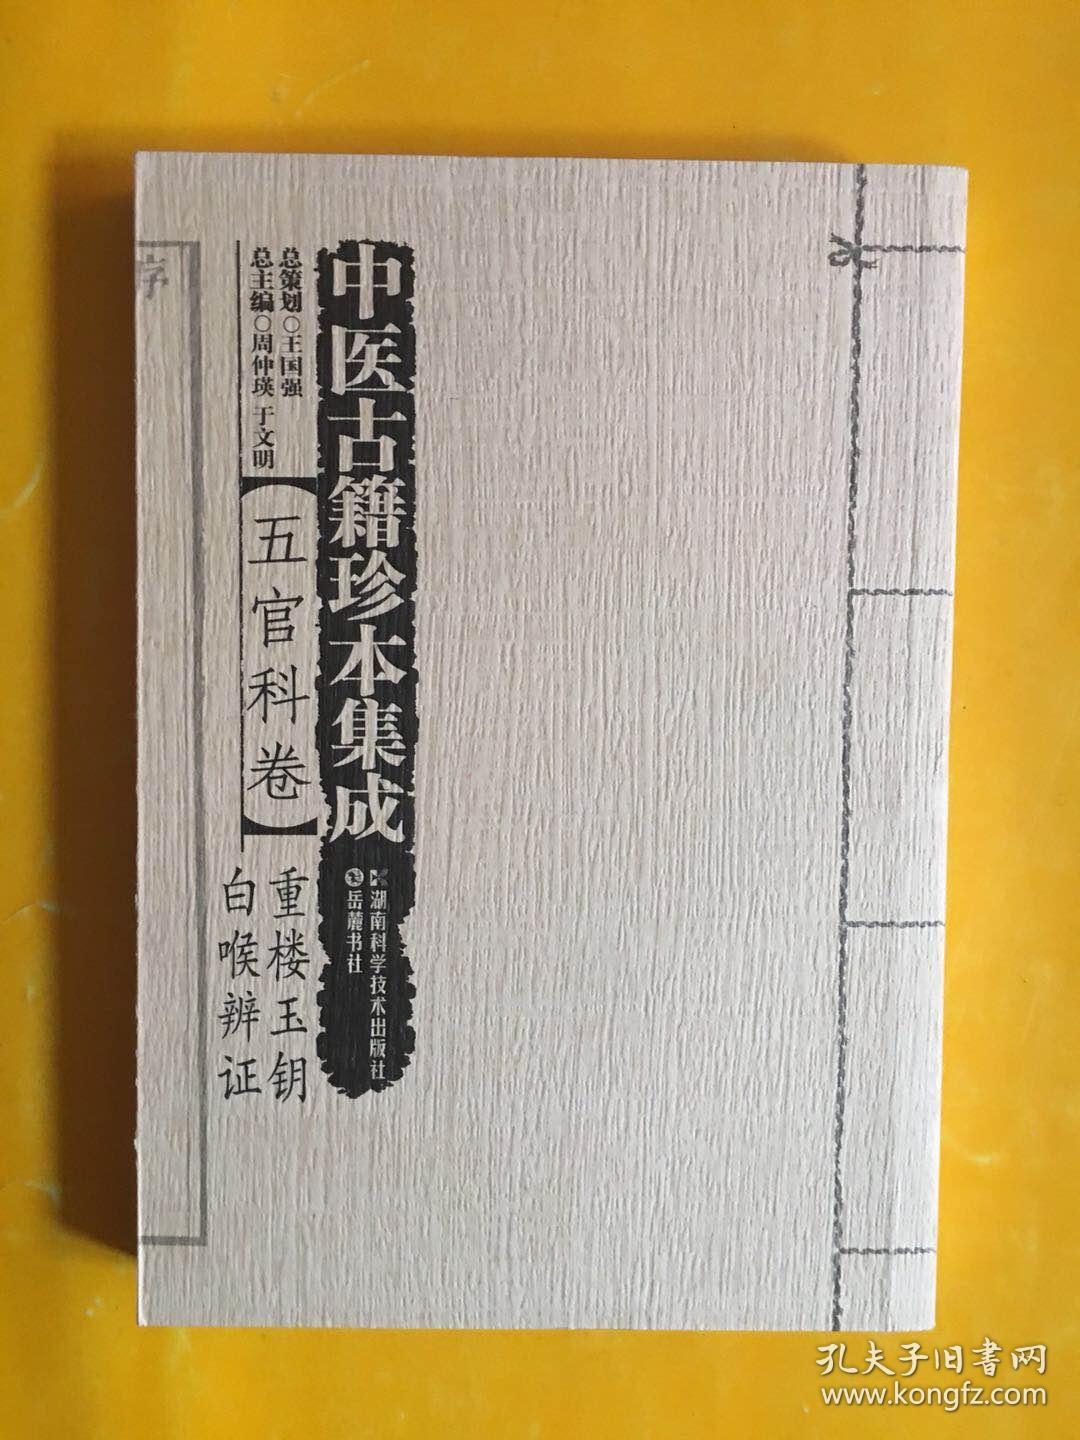 中医古籍珍本集成
湖南科学技术出版社
岳麓书社
总策划○王国强
总主编○周仲瑛 于文明
【五官科卷】
重楼玉钥
白喉辨证
序
孔夫子旧書网
www.kongfz.com